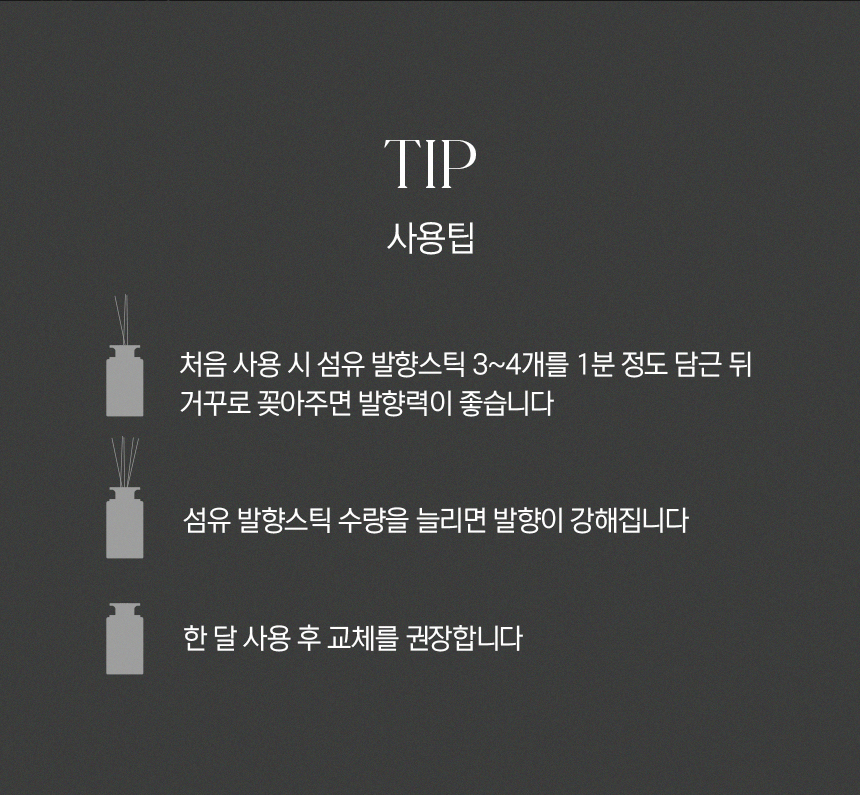 TIP
사용팁
처음 사용 시 섬유 발향스틱 3~4개를 1분 정도 담근 뒤
거꾸로 꽂아주면 발향력이 좋습니다
섬유 발향스틱 수량을 늘리면 발향이 강해집니다
한 달 사용 후 교체를 권장합니다